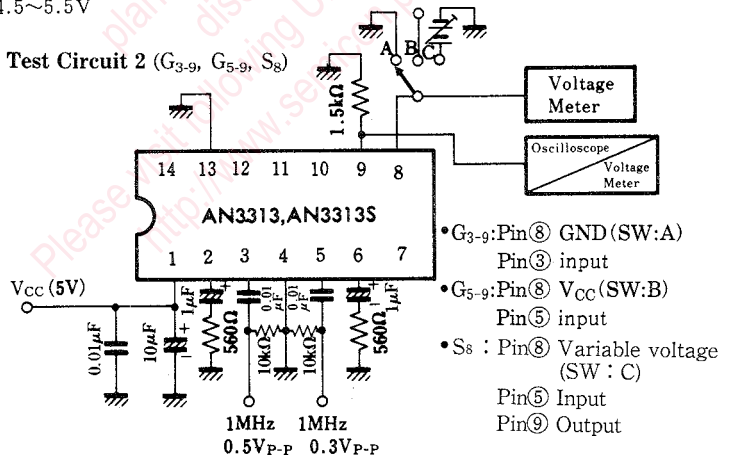 4.5~5.5V
Test Circuit 2 (G3-9, G5-9, S8)
A B C
1.5kΩ
Voltage Meter
Oscilloscope
Voltage Meter
14 13 12 11 10 9 8
AN3313,AN3313S
1 2 3 4 5 6 7
VCC (5V)
0.01μF
10μF
+
-
1μF
+
560Ω
0.01μF
10kΩ
0.01μF
10kΩ
560Ω
1μF
+
-
1MHz
0.5VP-P
1MHz
0.3VP-P
•G3-9:Pin⑧ GND(SW:A)
Pin③ input
•G5-9:Pin⑧ VCC(SW:B)
Pin⑤ input
•S8 : Pin⑧ Variable voltage
(SW : C)
Pin⑤ Input
Pin⑨ Output